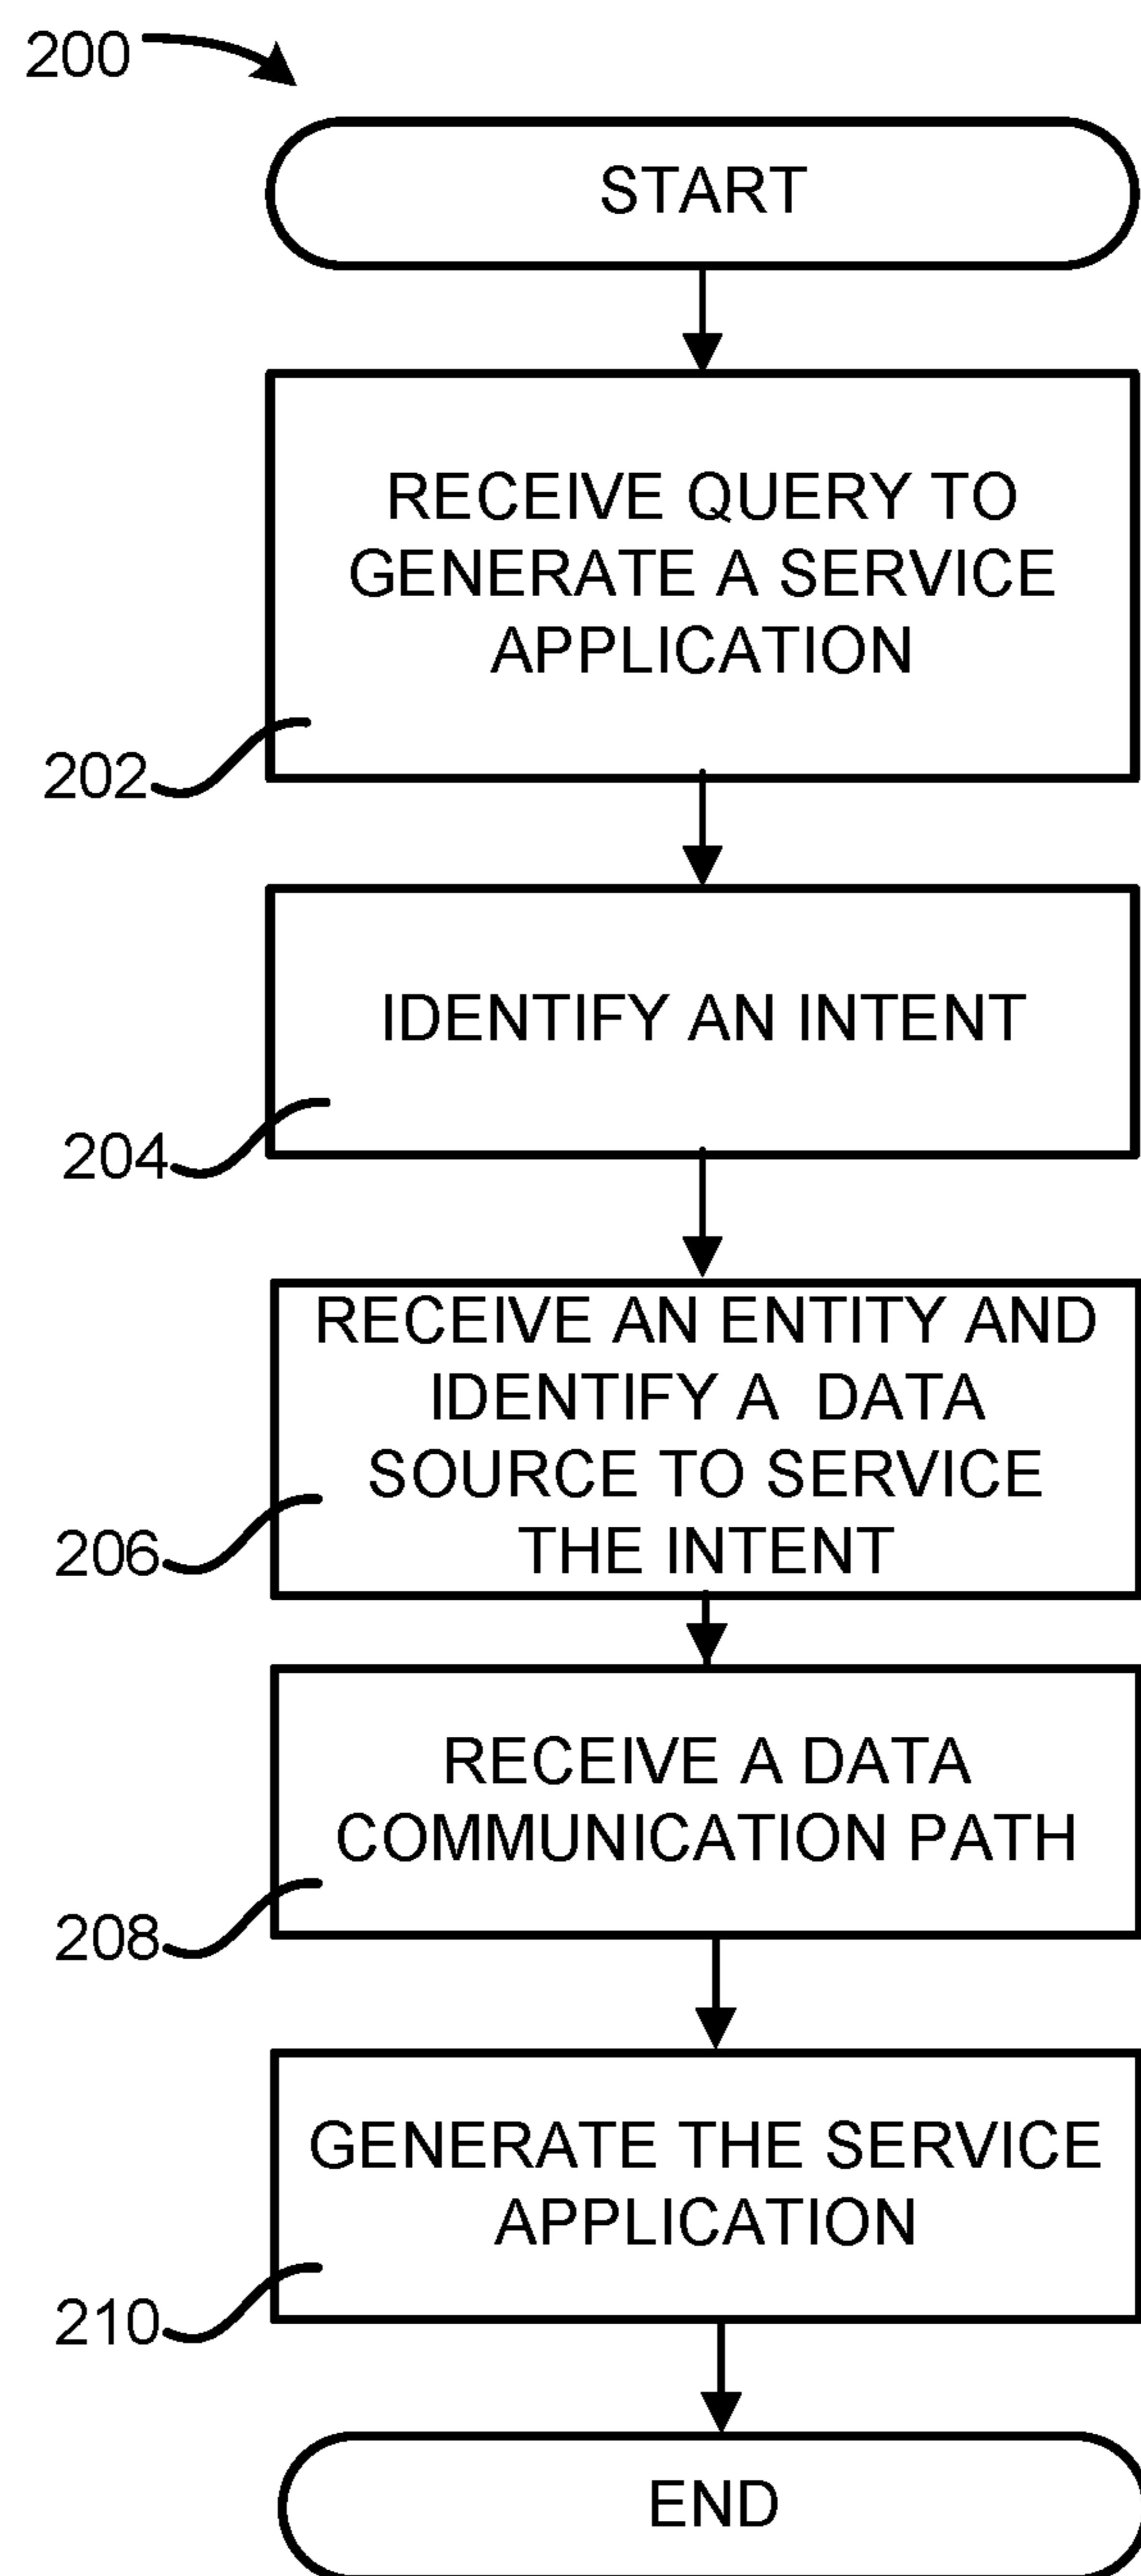 200
START
RECEIVE QUERY TO
GENERATE A SERVICE
APPLICATION
202
IDENTIFY AN INTENT
204
RECEIVE AN ENTITY AND
IDENTIFY A DATA
SOURCE TO SERVICE
THE INTENT
206
RECEIVE A DATA
COMMUNICATION PATH
208
GENERATE THE SERVICE
APPLICATION
210
END